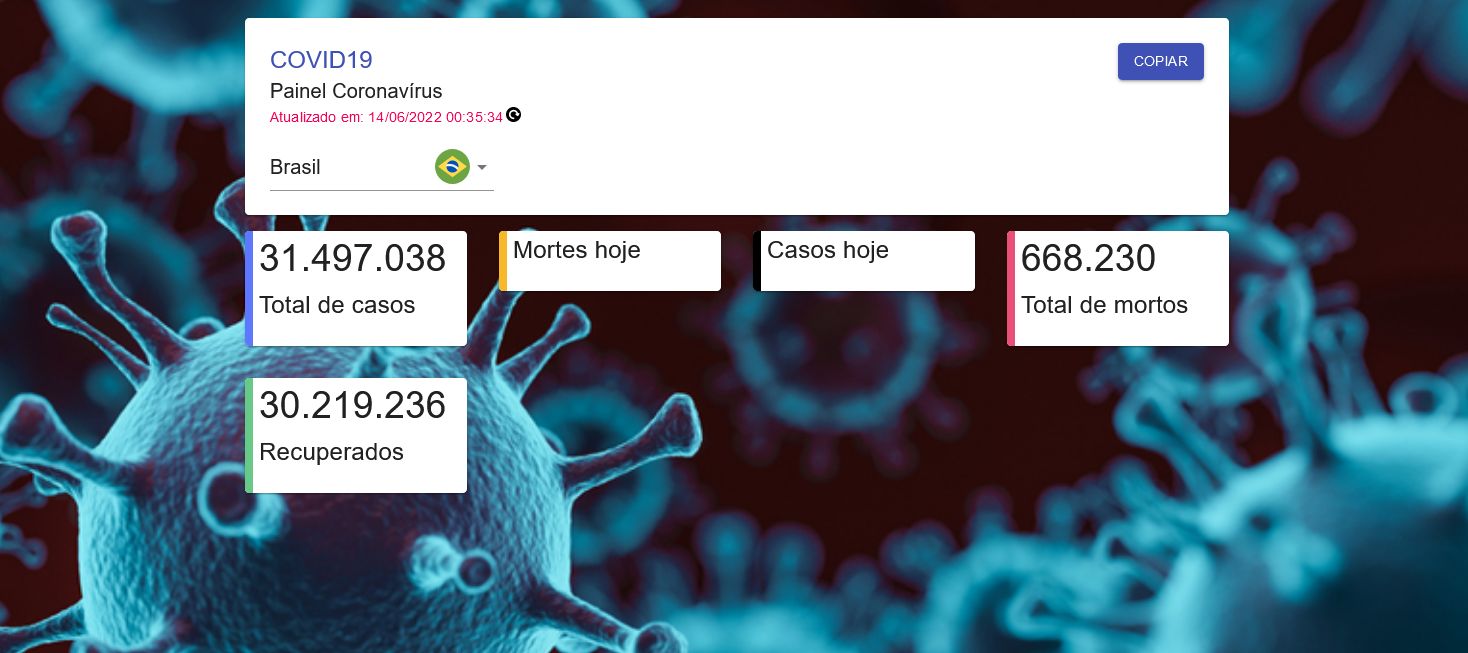 COVID19
COPIAR
Painel Coronavírus
Atualizado em: 14/06/2022 00:35:34
Brasil
31.497.038
Total de casos
Mortes hoje
Casos hoje
668.230
Total de mortos
30.219.236
Recuperados